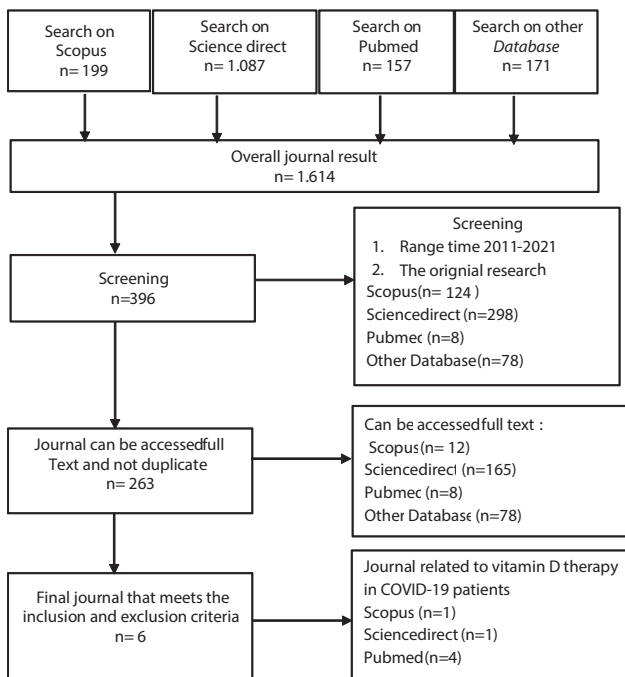 Search on
Scopus
n= 199
Search on
Science direct
n= 1.087
Search on
Pubmed
n= 157
Search on other
Database
n= 171
Overall journal result
n= 1.614
Screening
n=396
Screening
1. Range time 2011-2021
2. The orignial research
Scopus(n= 124 )
Sciencedirect (n=298)
Pubmec (n=8)
Other Database(n=78)
Journal can be accessedfull
Text and not duplicate
n= 263
Can be accessedfull text :
Scopus(n= 12)
Sciencedirect (n=165)
Pubmec (n=8)
Other Database(n=78)
Final journal that meets the
inclusion and exclusion criteria
n= 6
Journal related to vitamin D therapy
in COVID-19 patients
Scopus (n=1)
Sciencedirect (n=1)
Pubmed(n=4)